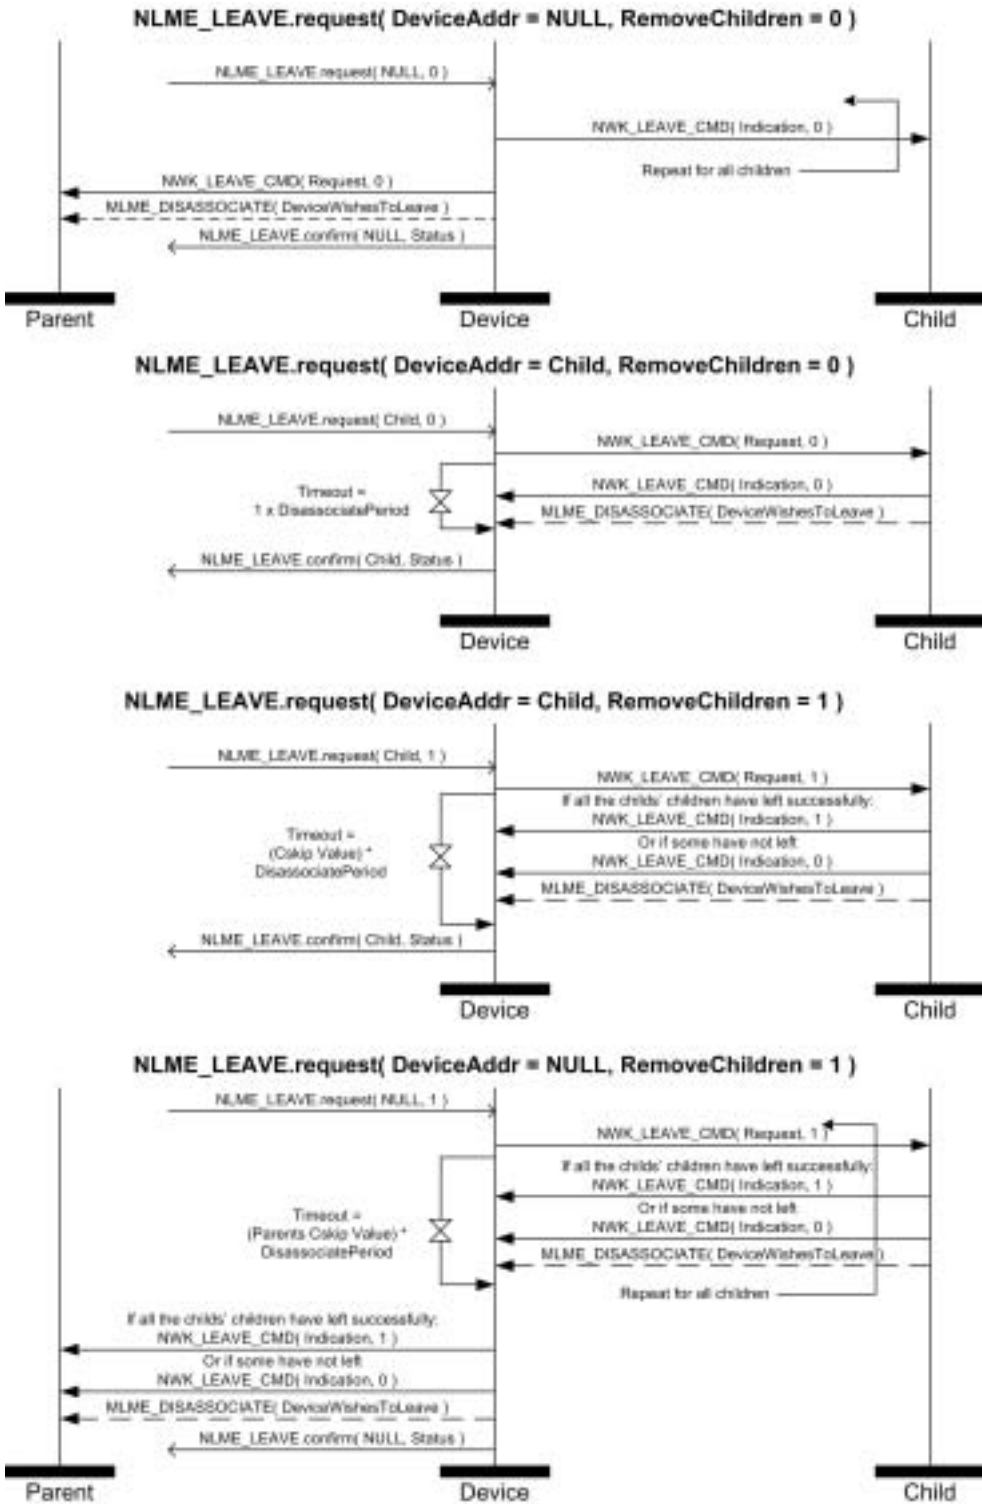 NLME_LEAVE.request( DeviceAddr = NULL, RemoveChildren = 0 )
NLME_LEAVE.request( NULL, 0 )
NWK_LEAVE_CMD( Indication, 0 )
Repeat for all children
NWK_LEAVE_CMD( Request, 0 )
MLME_DISASSOCIATE( DeviceWishesToLeave )
NLME_LEAVE.confirm( NULL, Status )
Parent
Device
Child
NLME_LEAVE.request( DeviceAddr = Child, RemoveChildren = 0 )
NLME_LEAVE.request( Child, 0 )
NWK_LEAVE_CMD( Request, 0 )
Timeout =
1 x DisassociatePeriod
NWK_LEAVE_CMD( Indication, 0 )
MLME_DISASSOCIATE( DeviceWishesToLeave )
NLME_LEAVE.confirm( Child, Status )
Device
Child
NLME_LEAVE.request( DeviceAddr = Child, RemoveChildren = 1 )
NLME_LEAVE.request( Child, 1 )
NWK_LEAVE_CMD( Request, 1 )
If all the childs' children have left successfully:
NWK_LEAVE_CMD( Indication, 1 )
Or if some have not left
NWK_LEAVE_CMD( Indication, 0 )
MLME_DISASSOCIATE( DeviceWishesToLeave )
Timeout =
(Cskip Value) *
DisassociatePeriod
NLME_LEAVE.confirm( Child, Status )
Device
Child
NLME_LEAVE.request( DeviceAddr = NULL, RemoveChildren = 1 )
NLME_LEAVE.request( NULL, 1 )
NWK_LEAVE_CMD( Request, 1 )
If all the childs' children have left successfully:
NWK_LEAVE_CMD( Indication, 1 )
Or if some have not left
NWK_LEAVE_CMD( Indication, 0 )
MLME_DISASSOCIATE( DeviceWishesToLeave )
Repeat for all children
Timeout =
(Parents Cskip Value) *
DisassociatePeriod
If all the childs' children have left successfully:
NWK_LEAVE_CMD( Indication, 1 )
Or if some have not left
NWK_LEAVE_CMD( Indication, 0 )
MLME_DISASSOCIATE( DeviceWishesToLeave )
NLME_LEAVE.confirm( NULL, Status )
Parent
Device
Child